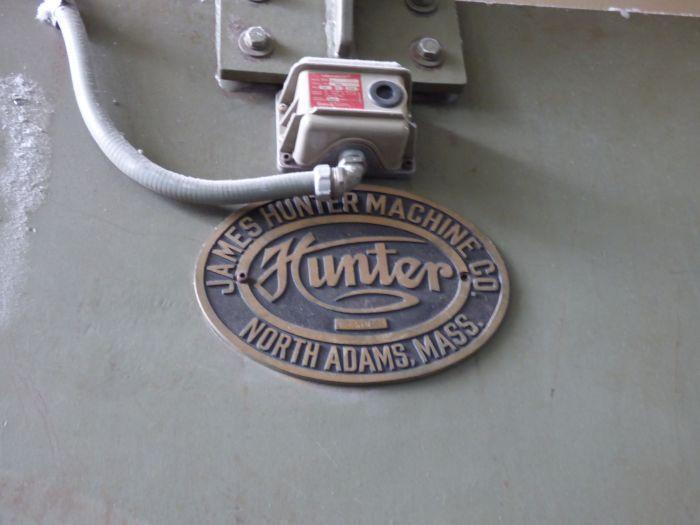 JAMES HUNTER MACHINE CO.
Hunter
NORTH ADAMS, MASS.